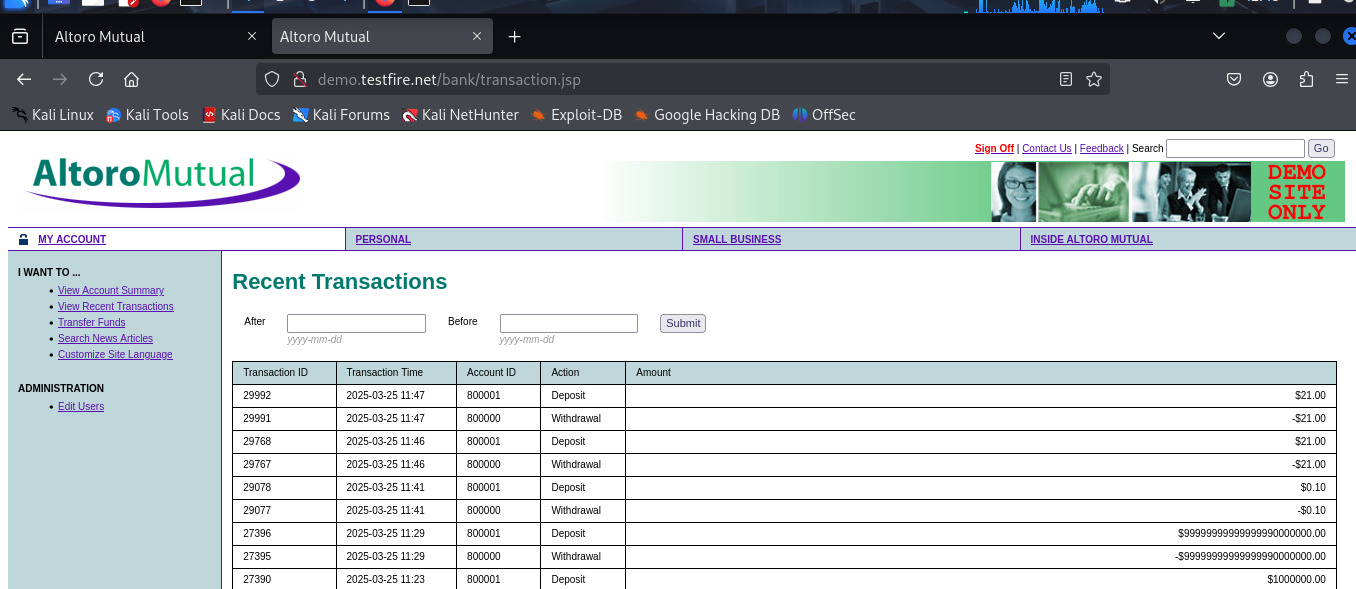 Altoro Mutual
Altoro Mutual
demo.testfire.net/bank/transaction.jsp
Kali Linux Kali Tools Kali Docs Kali Forums Kali NetHunter Exploit-DB Google Hacking DB OffSec
Sign Off | Contact Us | Feedback | Search Go
AltoroMutual
DEMO
SITE
ONLY
MY ACCOUNT PERSONAL SMALL BUSINESS INSIDE ALTORO MUTUAL
I WANT TO ...
View Account Summary
View Recent Transactions
Transfer Funds
Search News Articles
Customize Site Language
ADMINISTRATION
Edit Users
Recent Transactions
After Before Submit
yyyy-mm-dd yyyy-mm-dd
Transaction ID Transaction Time Account ID Action Amount
29992 2025-03-25 11:47 800001 Deposit $21.00
29991 2025-03-25 11:47 800000 Withdrawal -$21.00
29768 2025-03-25 11:46 800001 Deposit $21.00
29767 2025-03-25 11:46 800000 Withdrawal -$21.00
29078 2025-03-25 11:41 800001 Deposit $0.10
29077 2025-03-25 11:41 800000 Withdrawal -$0.10
27396 2025-03-25 11:29 800001 Deposit $99999999999999990000000.00
27395 2025-03-25 11:29 800000 Withdrawal -$99999999999999990000000.00
27390 2025-03-25 11:23 800001 Deposit $1000000.00